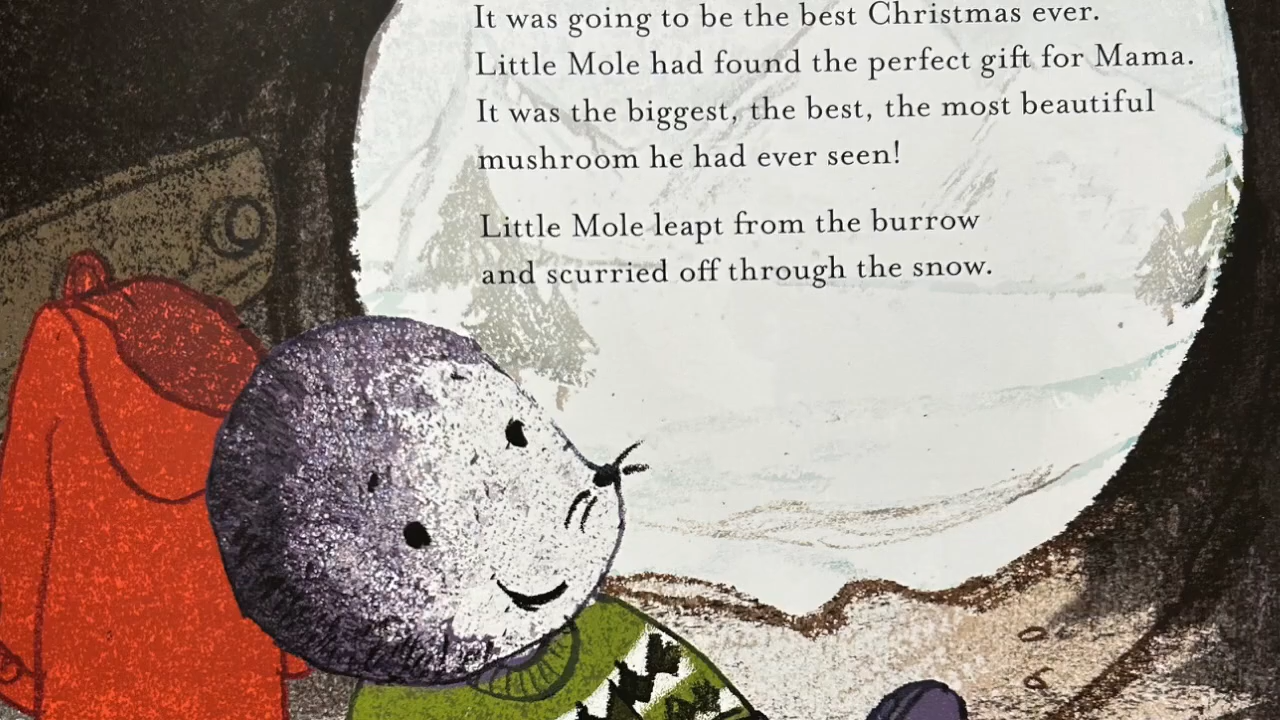 It was going to be the best Christmas ever.
Little Mole had found the perfect gift for Mama.
It was the biggest, the best, the most beautiful
mushroom he had ever seen!
Little Mole leapt from the burrow
and scurried off through the snow.